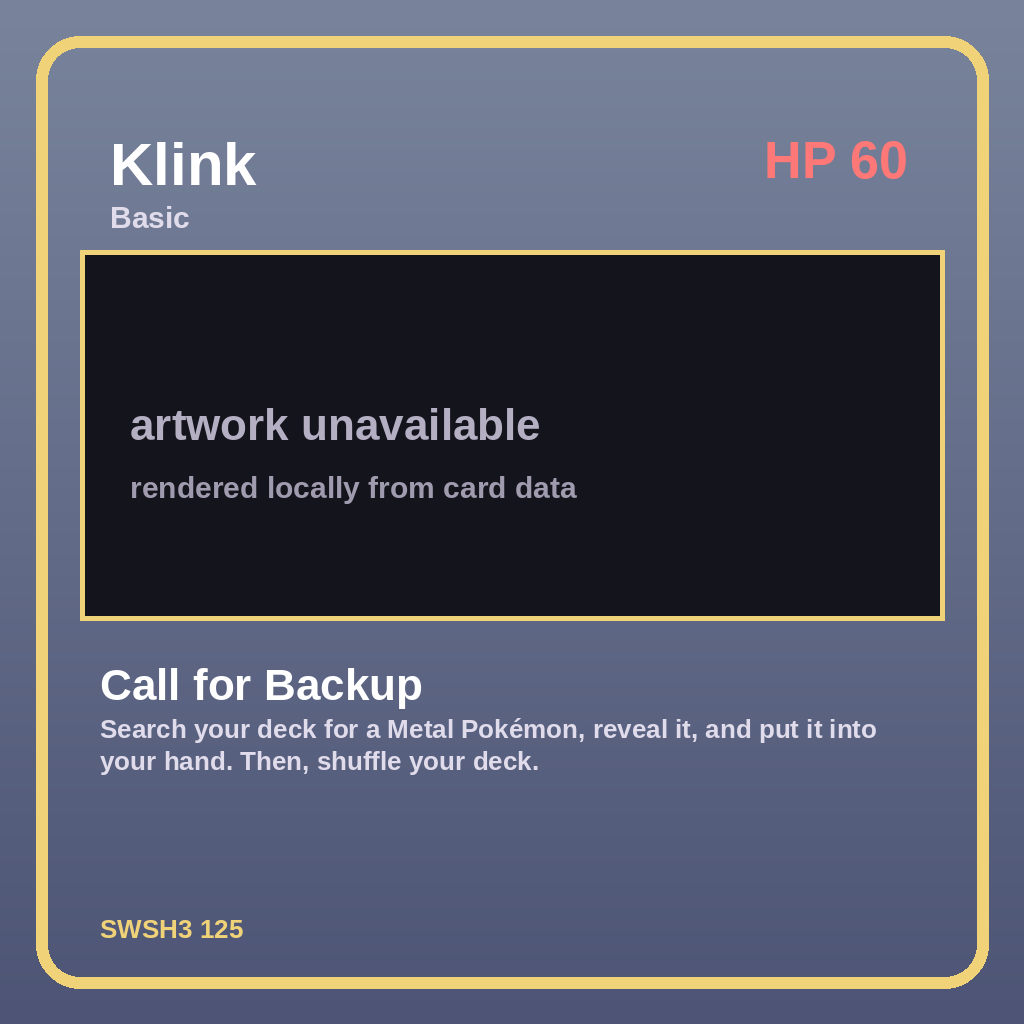 Klink
HP 60
Basic
artwork unavailable
rendered locally from card data
Call for Backup
Search your deck for a Metal Pokémon, reveal it, and put it into
your hand. Then, shuffle your deck.
SWSH3 125